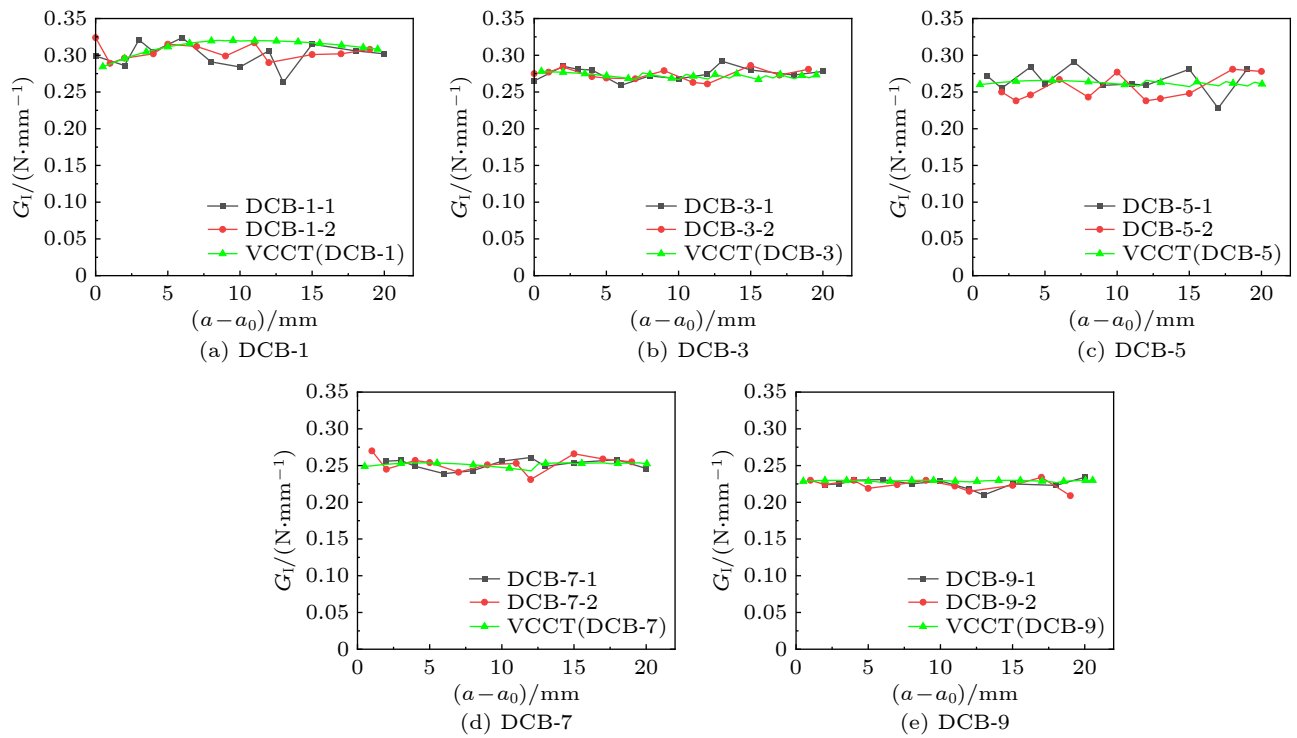 0.35
0.30
0.25
0.20
0.15
0.10
0.05
0
G_I/(N·mm⁻¹)
DCB-1-1
DCB-1-2
VCCT(DCB-1)
0 5 10 15 20
(a−a₀)/mm
(a) DCB-1
0.35
0.30
0.25
0.20
0.15
0.10
0.05
0
G_I/(N·mm⁻¹)
DCB-3-1
DCB-3-2
VCCT(DCB-3)
0 5 10 15 20
(a−a₀)/mm
(b) DCB-3
0.35
0.30
0.25
0.20
0.15
0.10
0.05
0
G_I/(N·mm⁻¹)
DCB-5-1
DCB-5-2
VCCT(DCB-5)
0 5 10 15 20
(a−a₀)/mm
(c) DCB-5
0.35
0.30
0.25
0.20
0.15
0.10
0.05
0
G_I/(N·mm⁻¹)
DCB-7-1
DCB-7-2
VCCT(DCB-7)
0 5 10 15 20
(a−a₀)/mm
(d) DCB-7
0.35
0.30
0.25
0.20
0.15
0.10
0.05
0
G_I/(N·mm⁻¹)
DCB-9-1
DCB-9-2
VCCT(DCB-9)
0 5 10 15 20
(a−a₀)/mm
(e) DCB-9